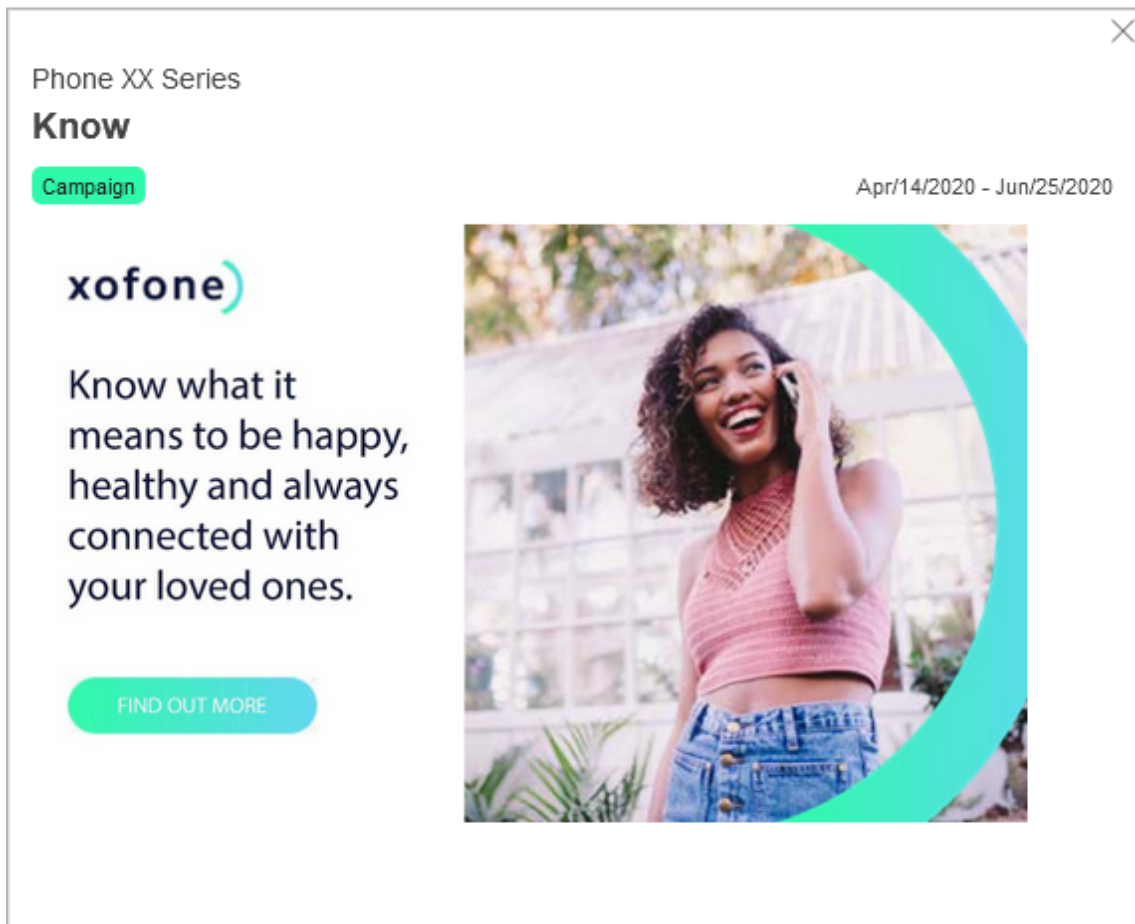 Phone XX Series
Know
Campaign
Apr/14/2020 - Jun/25/2020
xofone
Know what it
means to be happy,
healthy and always
connected with
your loved ones.
FIND OUT MORE